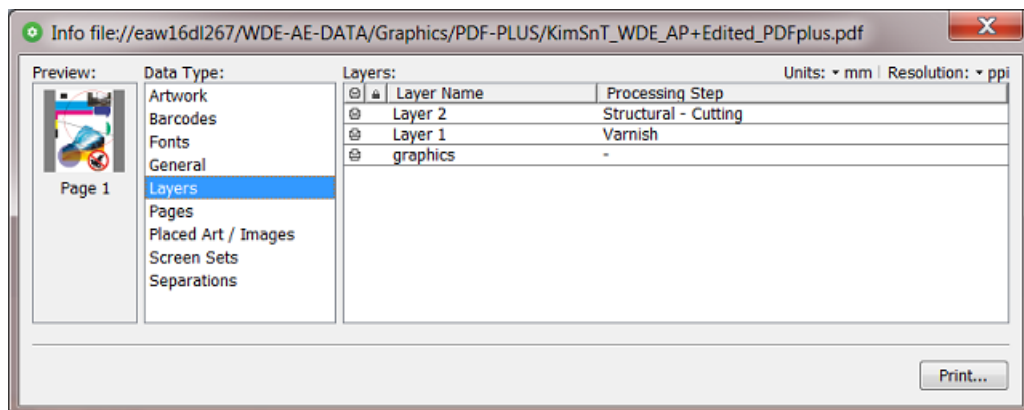 Info file://eaw16dl267/WDE-AE-DATA/Graphics/PDF-PLUS/KimSnT_WDE_AP+Edited_PDFplus.pdf
Preview:
Page 1
Data Type:
Artwork
Barcodes
Fonts
General
Layers
Pages
Placed Art / Images
Screen Sets
Separations
Layers:
Units: mm | Resolution: ppi
Layer Name Processing Step
Layer 2 Structural - Cutting
Layer 1 Varnish
graphics -
Print...